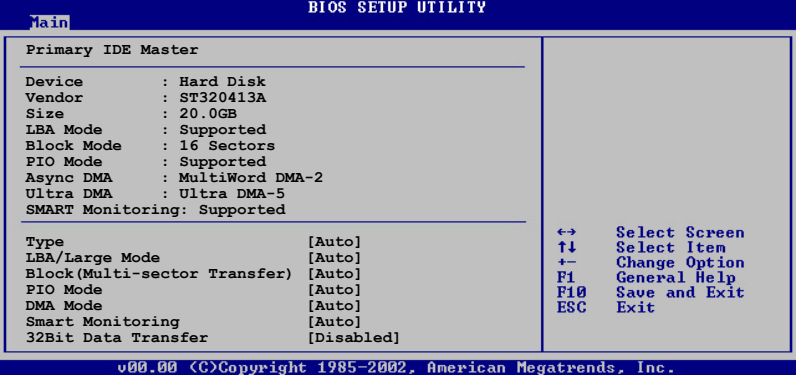 BIOS SETUP UTILITY
Main
Primary IDE Master
Device : Hard Disk
Vendor : ST320413A
Size : 20.0GB
LBA Mode : Supported
Block Mode : 16 Sectors
PIO Mode : Supported
Async DMA : MultiWord DMA-2
Ultra DMA : Ultra DMA-5
SMART Monitoring: Supported
Type [Auto]
LBA/Large Mode [Auto]
Block(Multi-sector Transfer) [Auto]
PIO Mode [Auto]
DMA Mode [Auto]
Smart Monitoring [Auto]
32Bit Data Transfer [Disabled]
←→ Select Screen
↑↓ Select Item
+- Change Option
F1 General Help
F10 Save and Exit
ESC Exit
v00.00 (C)Copyright 1985-2002, American Megatrends, Inc.